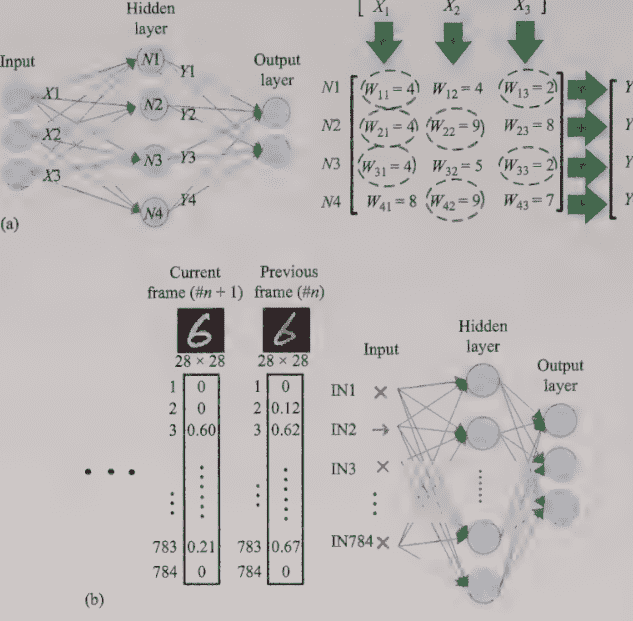 Hidden
layer
Input
Output
layer
N1
N2
N3
N4
X1
X2
X3
Y1
Y2
Y3
Y4
(a)
[ X₁ X₂ X₃ ]
N1 W₁₁ = 4 W₁₂ = 4 W₁₃ = 2
N2 W₂₁ = 4 W₂₂ = 9 W₂₃ = 8
N3 W₃₁ = 4 W₃₂ = 5 W₃₃ = 2
N4 W₄₁ = 8 W₄₂ = 9 W₄₃ = 7
Y
Y
Y
Y
Current
frame (#n + 1)
Previous
frame (#n)
6 6
28 × 28 28 × 28
1 0 1 0
2 0 2 0.12
3 0.60 3 0.62
783 0.21 783 0.67
784 0 784 0
Input
Hidden
layer
Output
layer
IN1
IN2
IN3
IN784
(b)